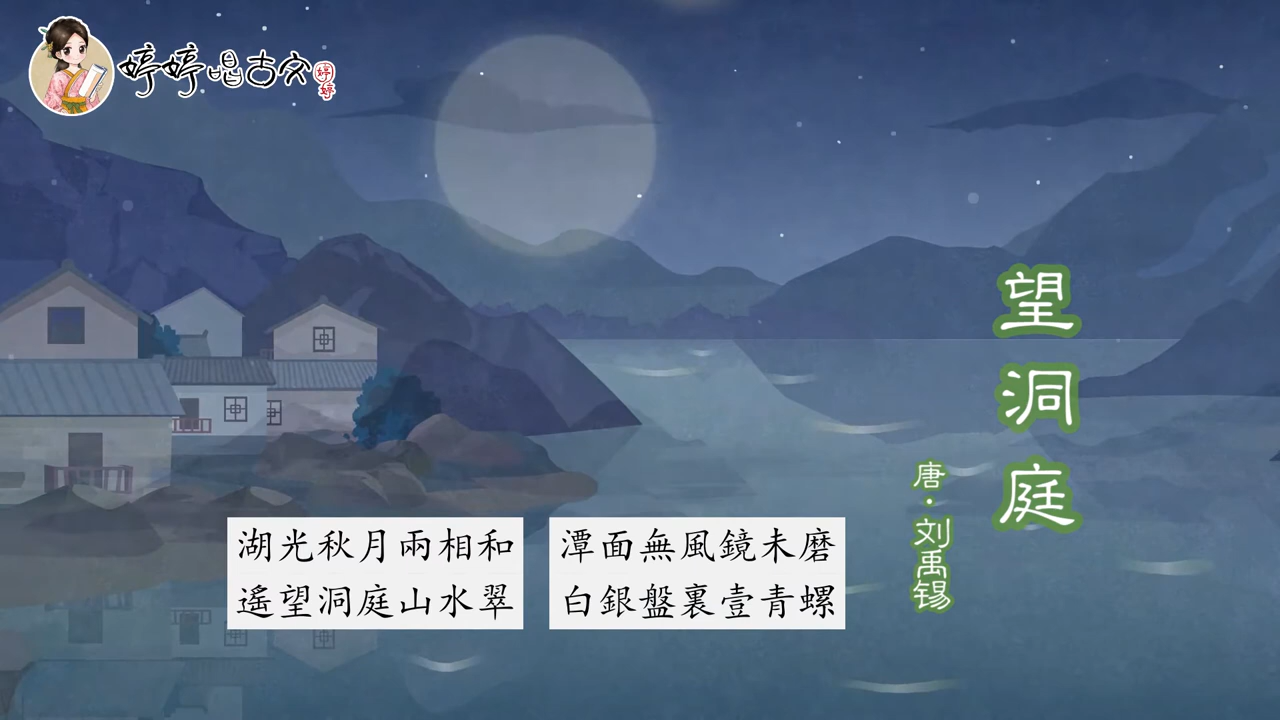 婷婷唱古文
婷婷
望洞庭
唐·刘禹锡
湖光秋月兩相和 潭面無風鏡未磨
遙望洞庭山水翠 白銀盤裏壹青螺